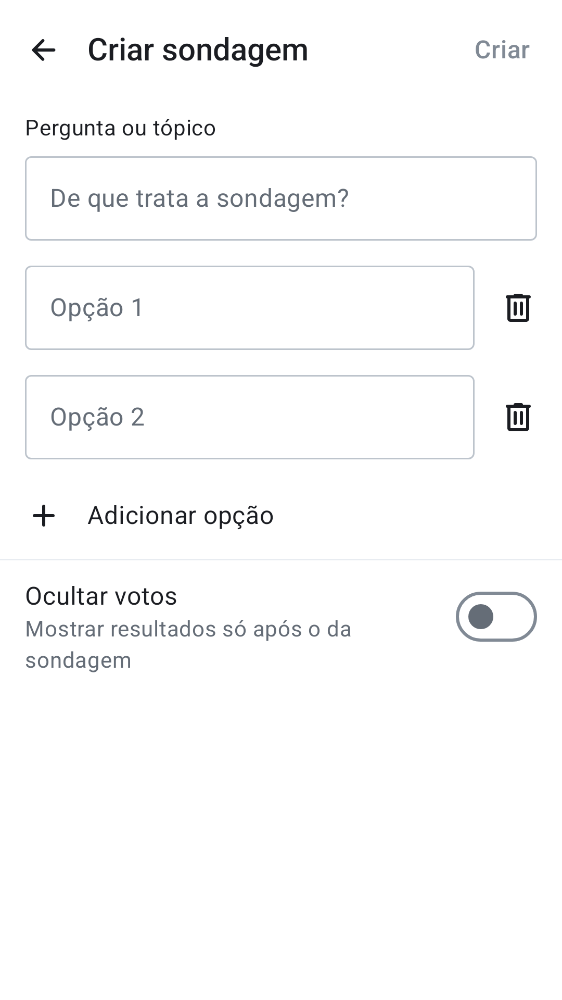 Criar sondagem
Criar
Pergunta ou tópico
De que trata a sondagem?
Opção 1
Opção 2
Adicionar opção
Ocultar votos
Mostrar resultados só após o da
sondagem